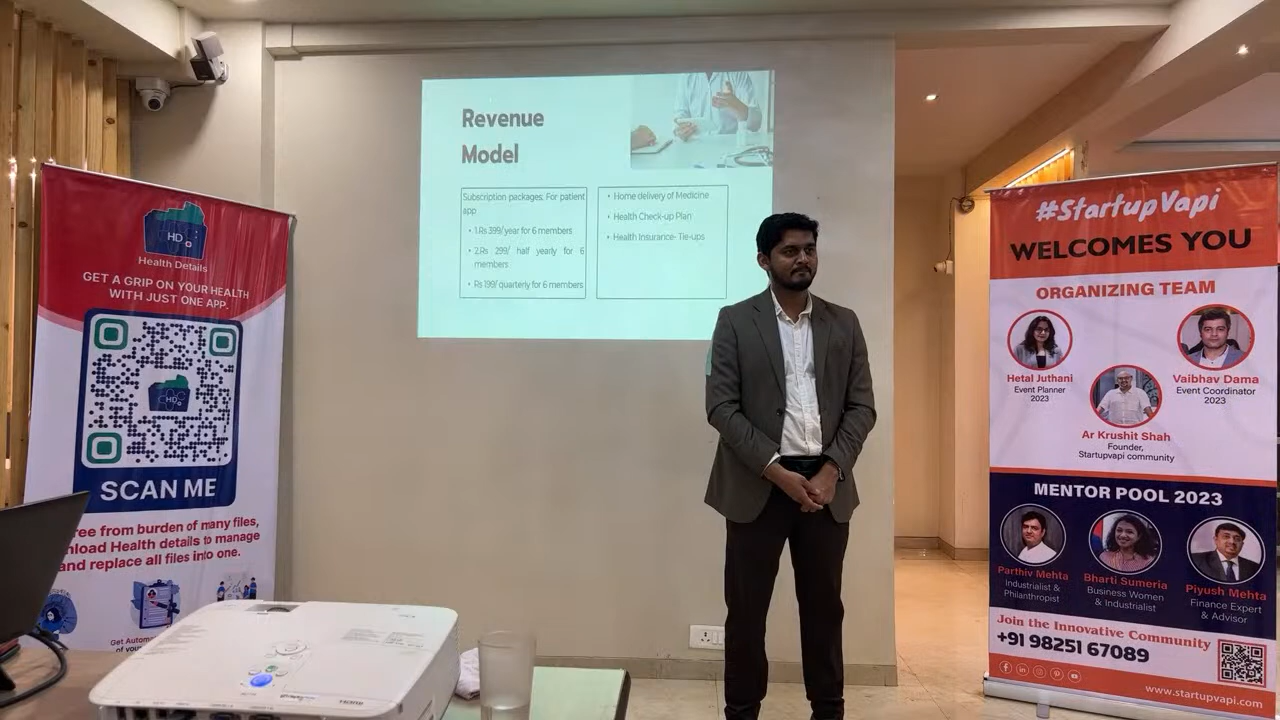 HD
Health Details
GET A GRIP ON YOUR HEALTH
WITH JUST ONE APP.
HD
SCAN ME
ree from burden of many files,
nload Health details to manage
and replace all files into one.
Get Autom
of you
Revenue
Model
Subscription packages: For patient
app
• 1.Rs 399/ year for 6 members
• 2.Rs 299/ half yearly for 6
members
• Rs 199/ quarterly for 6 members
• Home delivery of Medicine
• Health Check-up Plan
• Health Insurance- Tie-ups
#StartupVapi
WELCOMES YOU
ORGANIZING TEAM
Hetal Juthani
Event Planner
2023
Vaibhav Dama
Event Coordinator
2023
Ar Krushit Shah
Founder,
Startupvapi community
MENTOR POOL 2023
Parthiv Mehta
Industrialist &
Philanthropist
Bharti Sumeria
Business Women
& Industrialist
Piyush Mehta
Finance Expert
& Advisor
Join the Innovative Community
+91 98251 67089
www.startupvapi.com